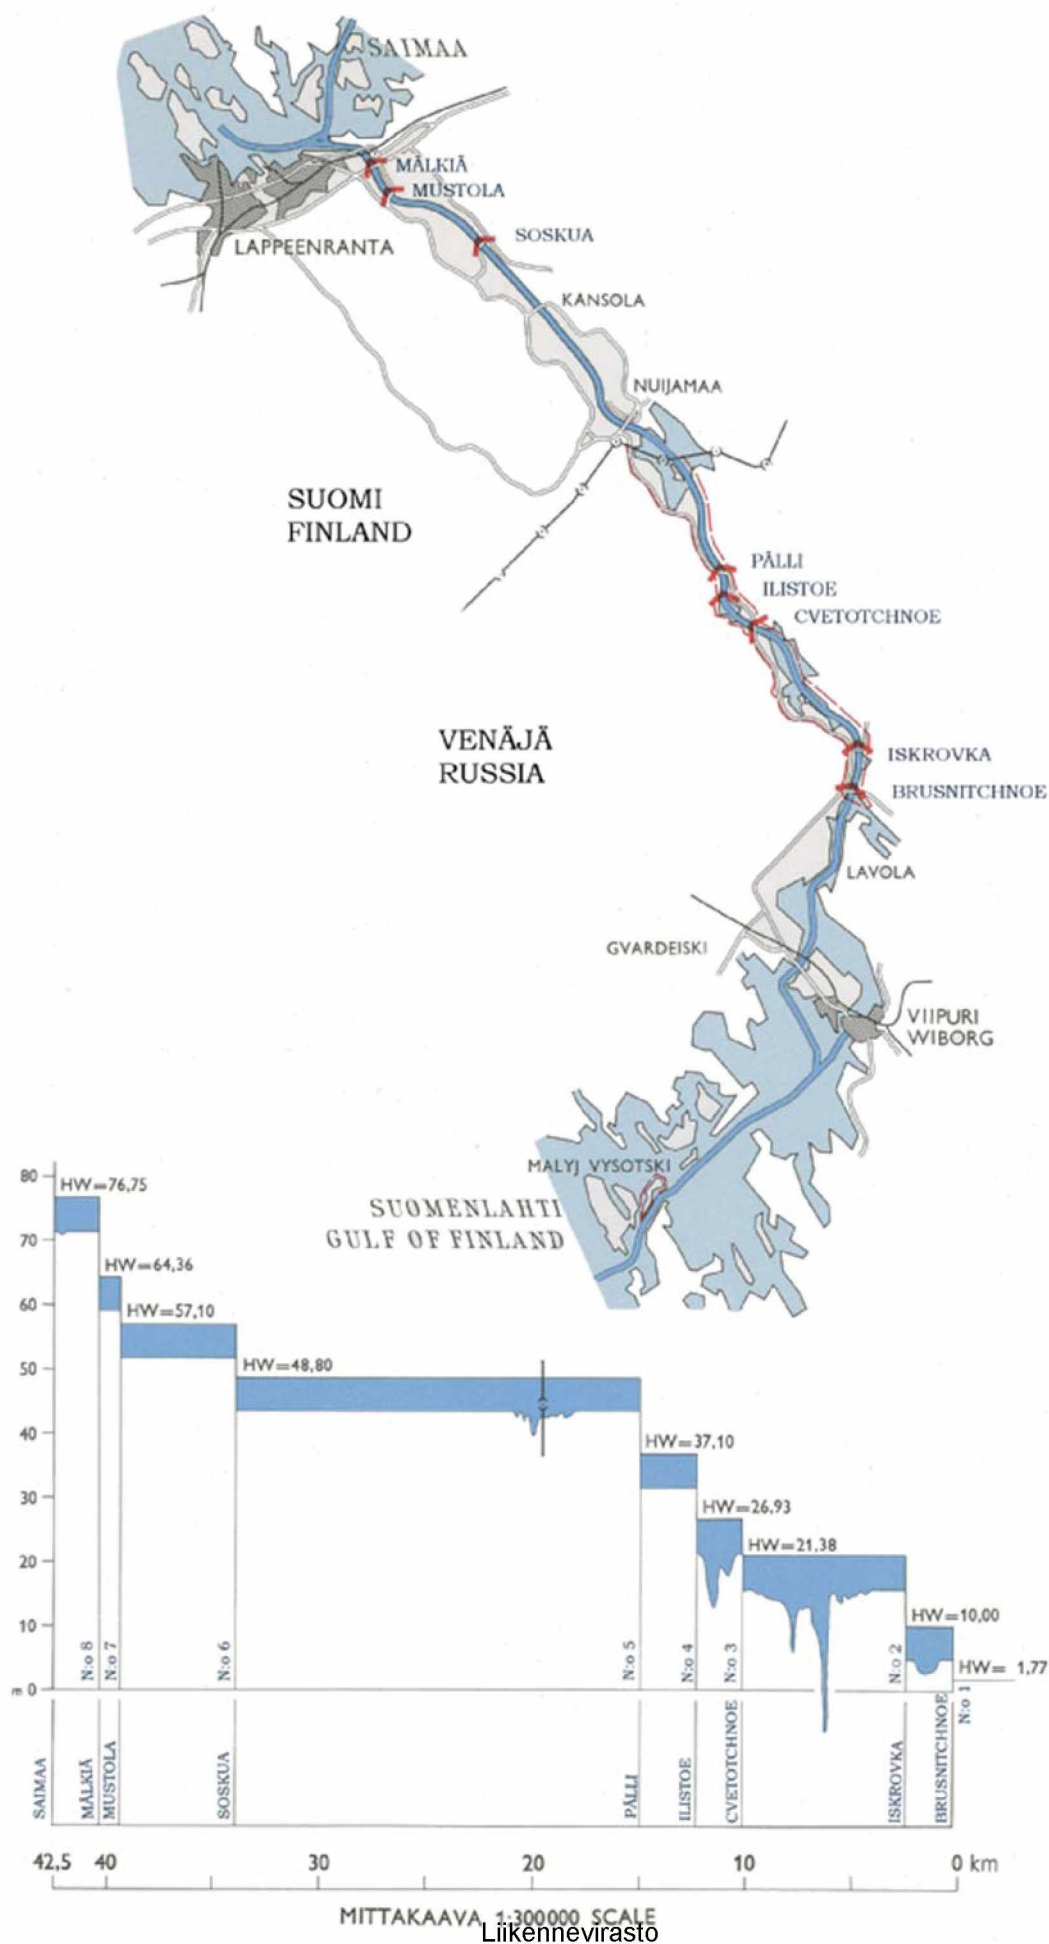 SAIMAA
MÄLKIÄ
MUSTOLA
LAPPEENRANTA
SOSKUA
KANSOLA
NUIJAMAA
SUOMI
FINLAND
PÄLLI
ILISTOE
CVETOTCHNOE
VENÄJÄ
RUSSIA
ISKROVKA
BRUSNITCHNOE
LAVOLA
GVARDEISKI
VIIPURI
WIBORG
MALYJ VYSOTSKI
SUOMENLAHTI
GULF OF FINLAND
80
HW=76,75
70
HW=64,36
60
HW=57,10
50
HW=48,80
40
HW=37,10
30
HW=26,93
20
HW=21,38
10
HW=10,00
HW= 1,77
m 0
N:o 8
N:o 7
N:o 6
N:o 5
N:o 4
N:o 3
N:o 2
N:o 1
SAIMAA
MÄLKIÄ
MUSTOLA
SOSKUA
PÄLLI
ILISTOE
CVETOTCHNOE
ISKROVKA
BRUSNITCHNOE
42,5 40 30 20 10 0 km
MITTAKAAVA 1:300000 SCALE
Liikennevirasto